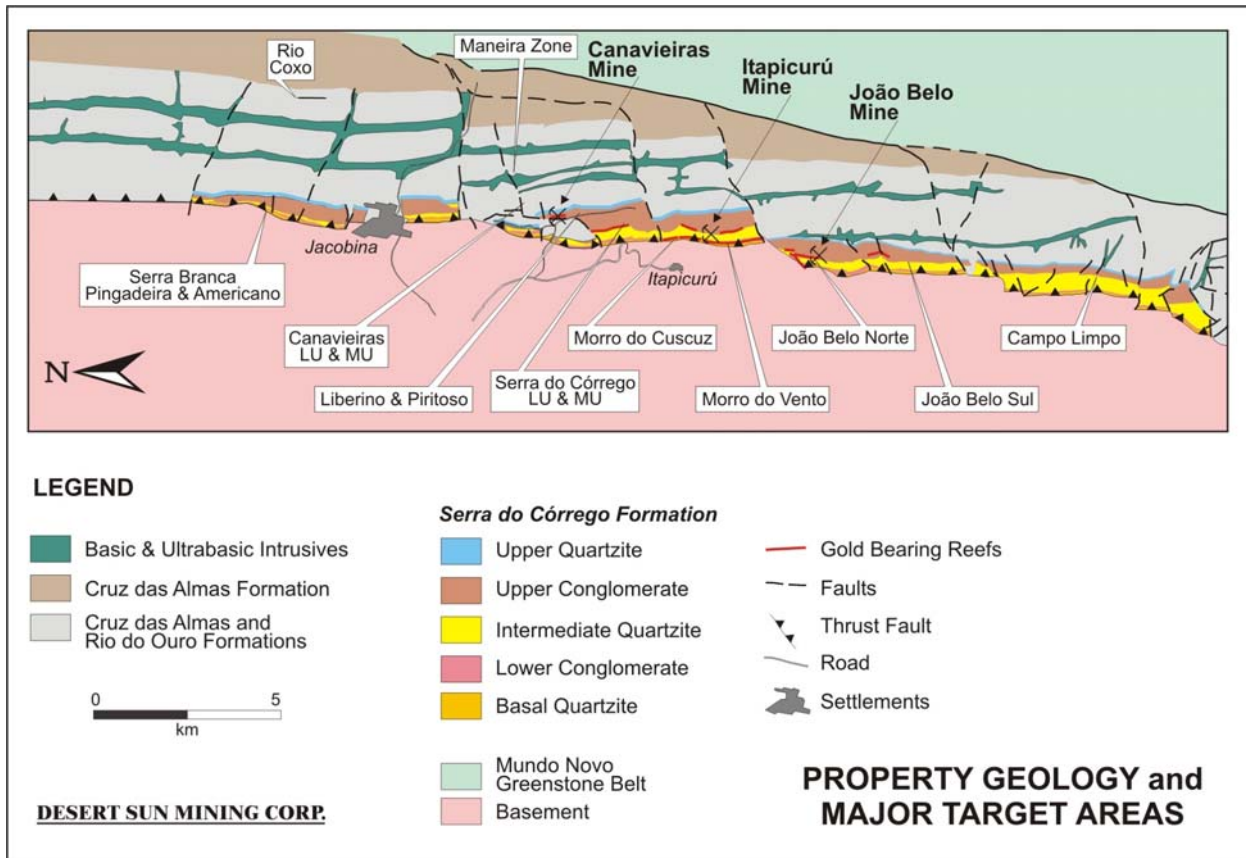 Rio
Coxo
Maneira Zone
Canavieiras
Mine
Itapicurú
Mine
João Belo
Mine
Jacobina
Itapicurú
Serra Branca
Pingadeira & Americano
Canavieiras
LU & MU
Liberino & Piritoso
Serra do Córrego
LU & MU
Morro do Cuscuz
Morro do Vento
João Belo Norte
João Belo Sul
Campo Limpo
N
LEGEND
Basic & Ultrabasic Intrusives
Cruz das Almas Formation
Cruz das Almas and
Rio do Ouro Formations
0 5
km
DESERT SUN MINING CORP.
Serra do Córrego Formation
Upper Quartzite
Upper Conglomerate
Intermediate Quartzite
Lower Conglomerate
Basal Quartzite
Mundo Novo
Greenstone Belt
Basement
Gold Bearing Reefs
Faults
Thrust Fault
Road
Settlements
PROPERTY GEOLOGY and
MAJOR TARGET AREAS